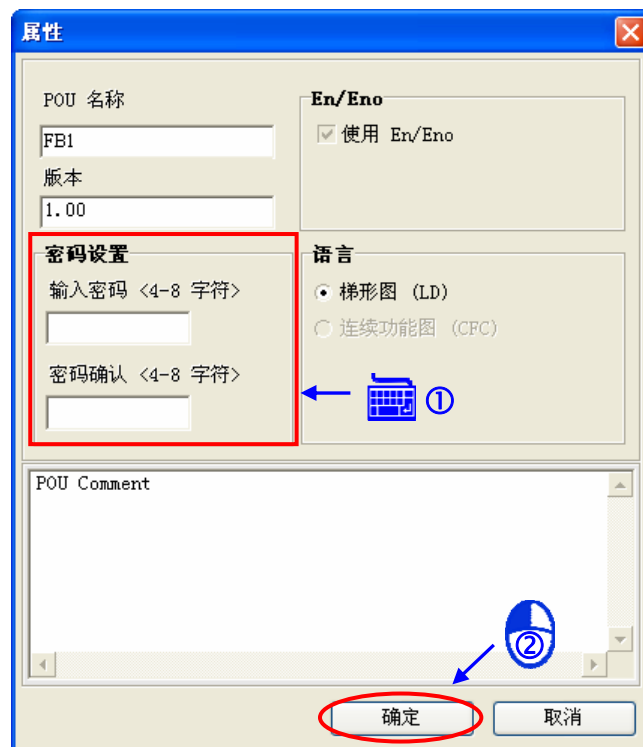 属性
POU 名称
FB1
版本
1.00
En/Eno
使用 En/Eno
密码设置
输入密码 <4-8 字符>
密码确认 <4-8 字符>
语言
梯形图 (LD)
连续功能图 (CFC)
①
POU Comment
②
确定
取消